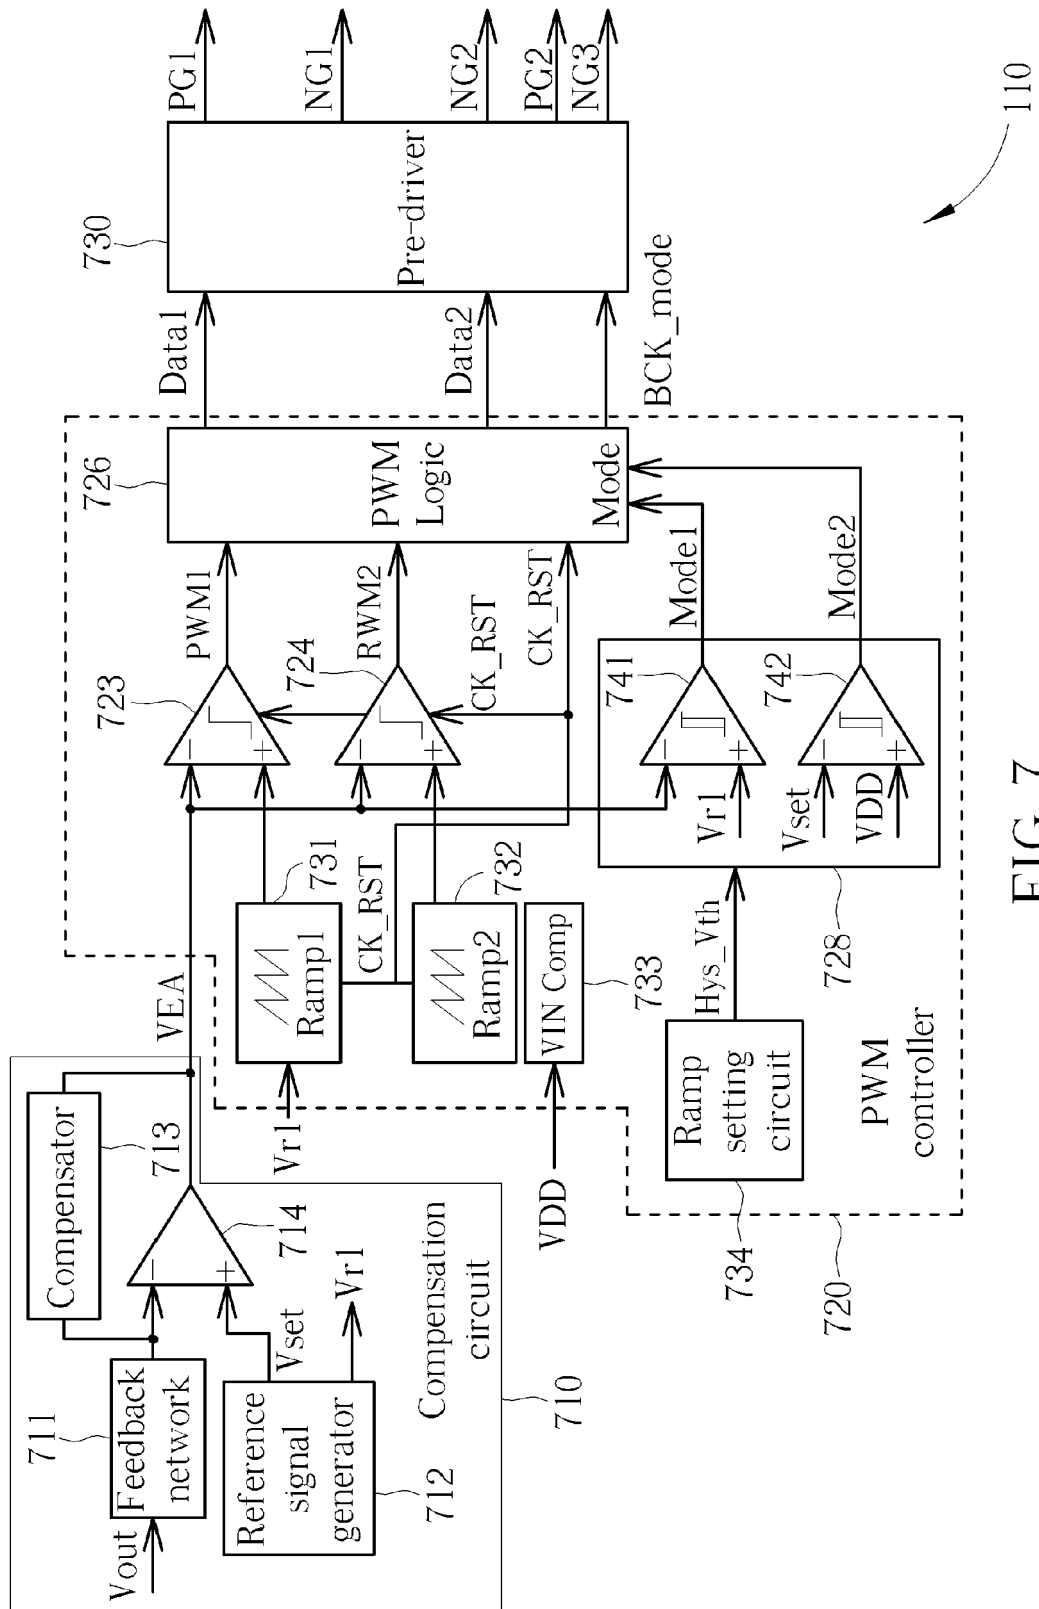 Vout
711
Feedback
network
Compensator
713
714
−
+
Vset
Vr1
Reference
signal
generator
712
Compensation
circuit
710
VEA
Vr1
Ramp1
731
CK_RST
Ramp2
732
VDD
VIN Comp
733
Ramp
setting
circuit
734
Hys_Vth
PWM
controller
720
723
−
+
PWM1
724
−
+
RWM2
CK_RST
CK_RST
741
−
+
Vr1
Mode1
742
−
+
Vset
VDD
Mode2
728
726
PWM
Logic
Mode
Data1
Data2
BCK_mode
730
Pre-driver
PG1
NG1
NG2
PG2
NG3
110
FIG. 7